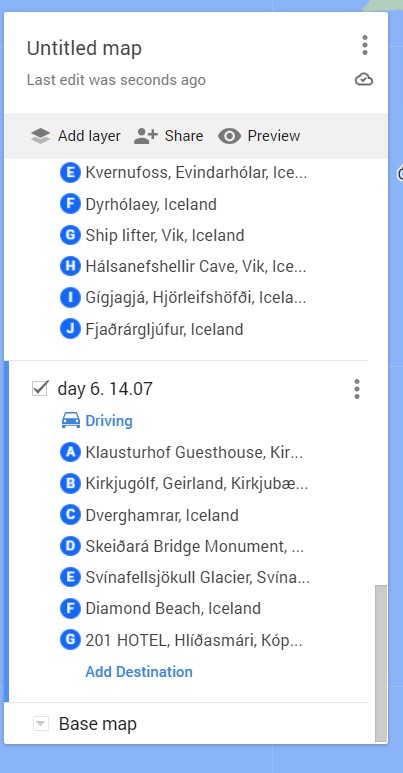 Untitled map
Last edit was seconds ago
Add layer Share Preview
E Kvernufoss, Evindarhólar, Ice...
F Dyrhólaey, Iceland
G Ship lifter, Vik, Iceland
H Hálsanefshellir Cave, Vik, Ice...
I Gígjagjá, Hjörleifshöfði, Icela...
J Fjaðrárgljúfur, Iceland
day 6. 14.07
Driving
A Klausturhof Guesthouse, Kir...
B Kirkjugólf, Geirland, Kirkjubæ...
C Dverghamrar, Iceland
D Skeiðará Bridge Monument, ...
E Svínafellsjökull Glacier, Svína...
F Diamond Beach, Iceland
G 201 HOTEL, Hlíðasmári, Kóp...
Add Destination
Base map